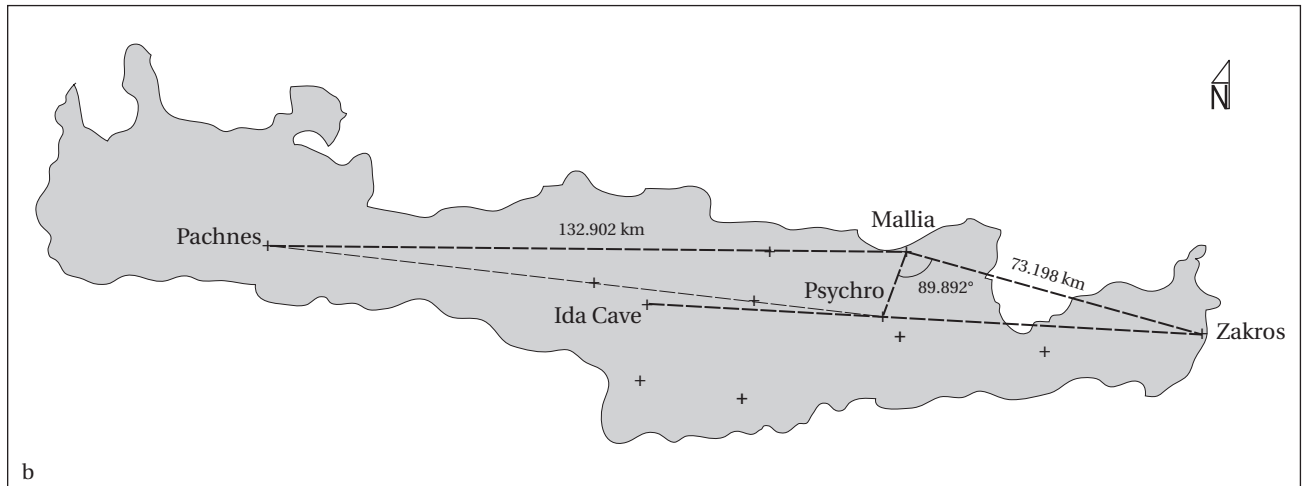 N
132.902 km
Mallia
Pachnes
73.198 km
Psychro
89.892°
Ida Cave
Zakros
b